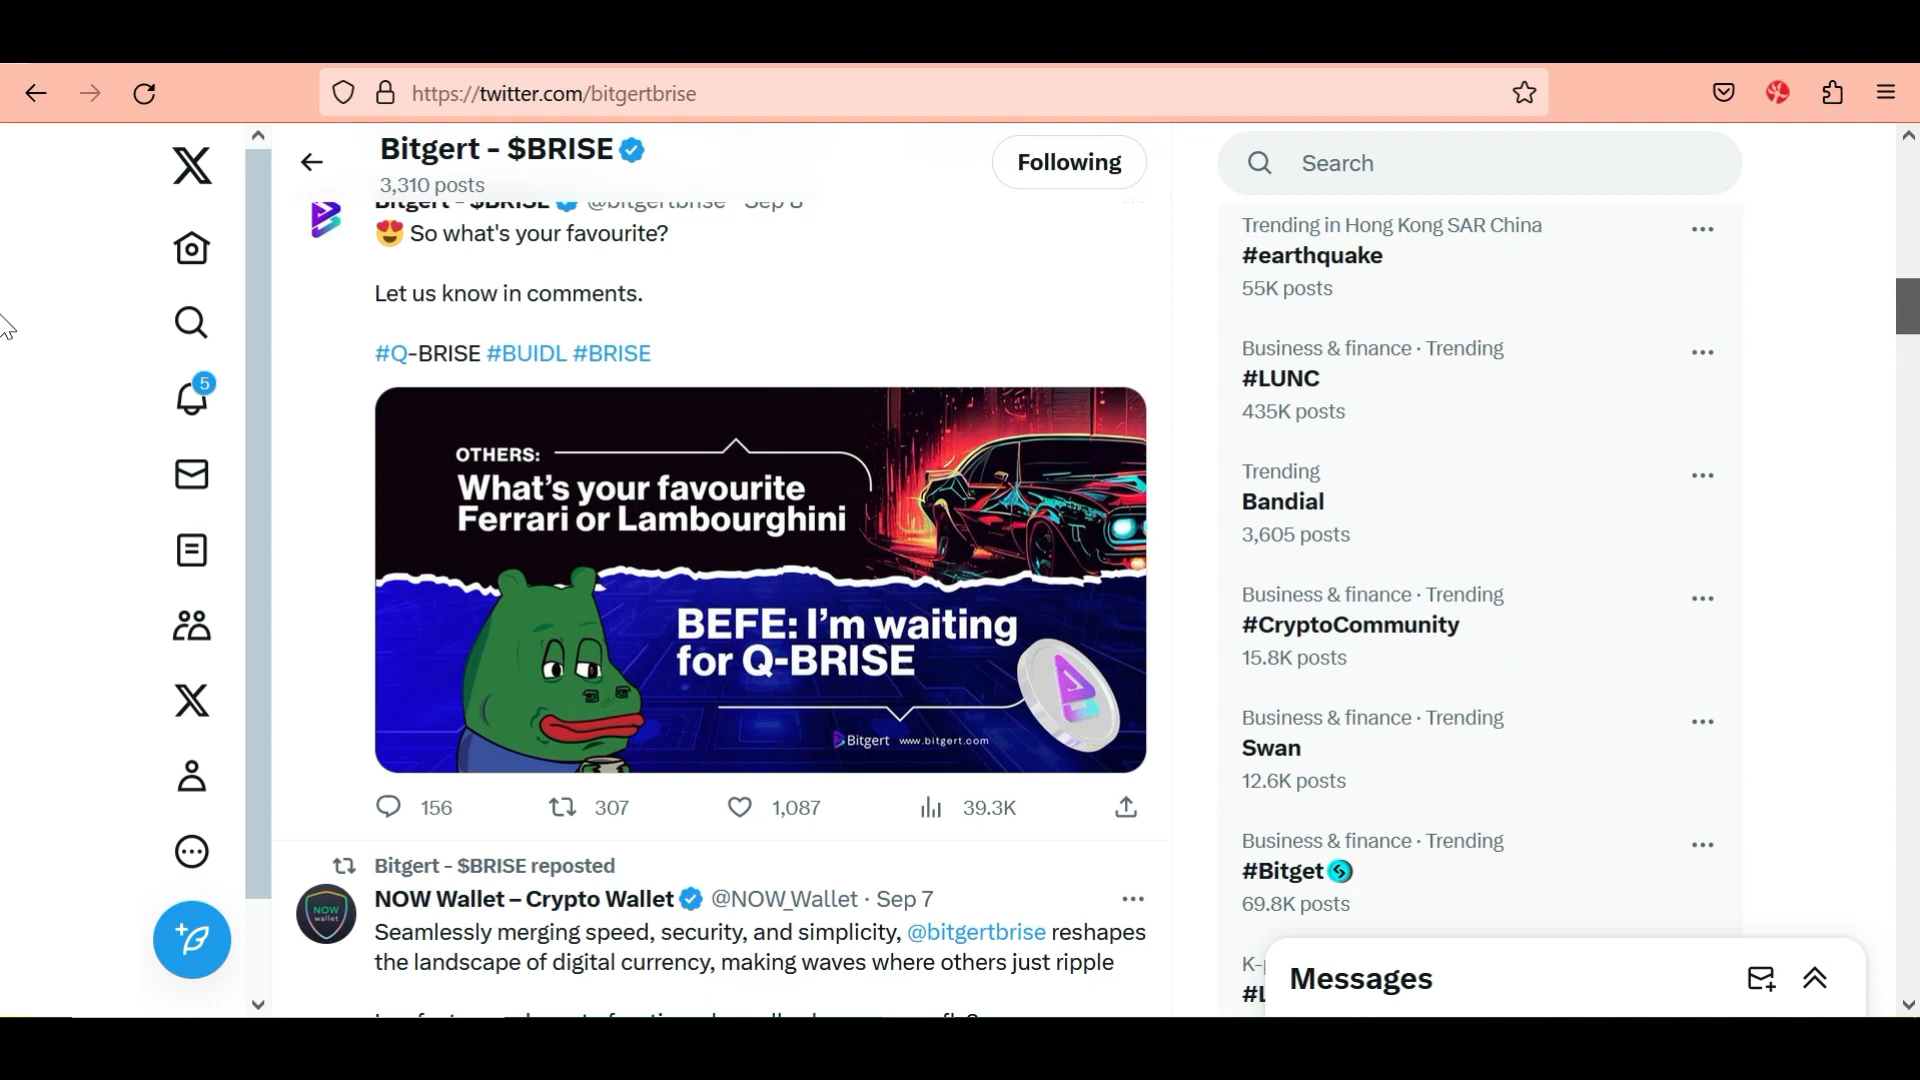 https://twitter.com/bitgertbrise
Bitgert - $BRISE
3,310 posts
Following
Search
Bitgert - $BRISE @bitgertbrise · Sep 8
So what's your favourite?
Let us know in comments.
#Q-BRISE #BUIDL #BRISE
OTHERS:
What's your favourite
Ferrari or Lambourghini
BEFE: I'm waiting
for Q-BRISE
Bitgert www.bitgert.com
156 307 1,087 39.3K
Bitgert - $BRISE reposted
NOW Wallet – Crypto Wallet @NOW_Wallet · Sep 7
NOW
wallet
Seamlessly merging speed, security, and simplicity, @bitgertbrise reshapes
the landscape of digital currency, making waves where others just ripple
5
Trending in Hong Kong SAR China
#earthquake
55K posts
Business & finance · Trending
#LUNC
435K posts
Trending
Bandial
3,605 posts
Business & finance · Trending
#CryptoCommunity
15.8K posts
Business & finance · Trending
Swan
12.6K posts
Business & finance · Trending
#Bitget
69.8K posts
Messages